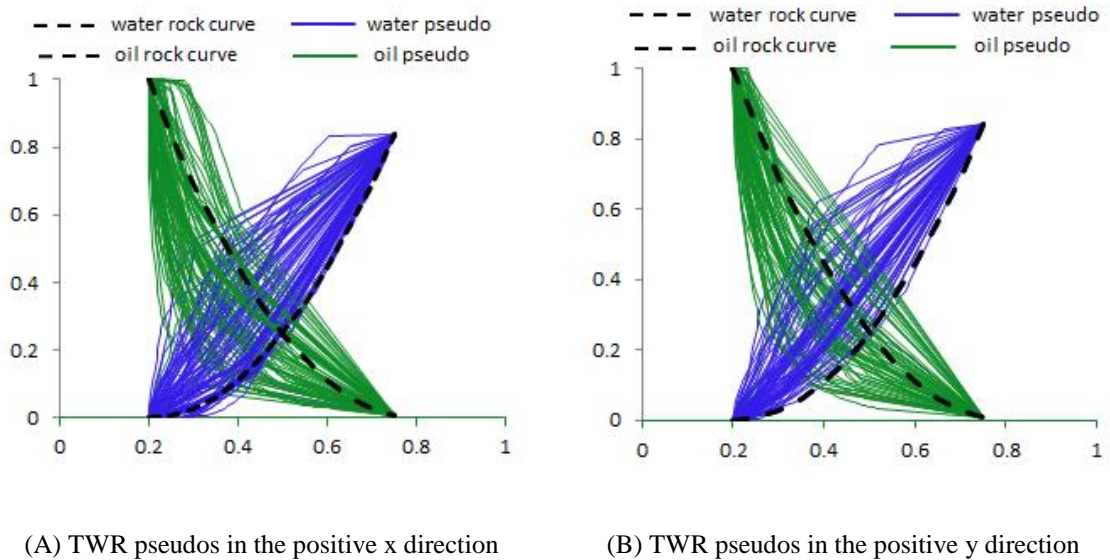 water rock curve water pseudo
oil rock curve oil pseudo
1
0.8
0.6
0.4
0.2
0
0 0.2 0.4 0.6 0.8 1
(A) TWR pseudos in the positive x direction
water rock curve water pseudo
oil rock curve oil pseudo
1
0.8
0.6
0.4
0.2
0
0 0.2 0.4 0.6 0.8 1
(B) TWR pseudos in the positive y direction